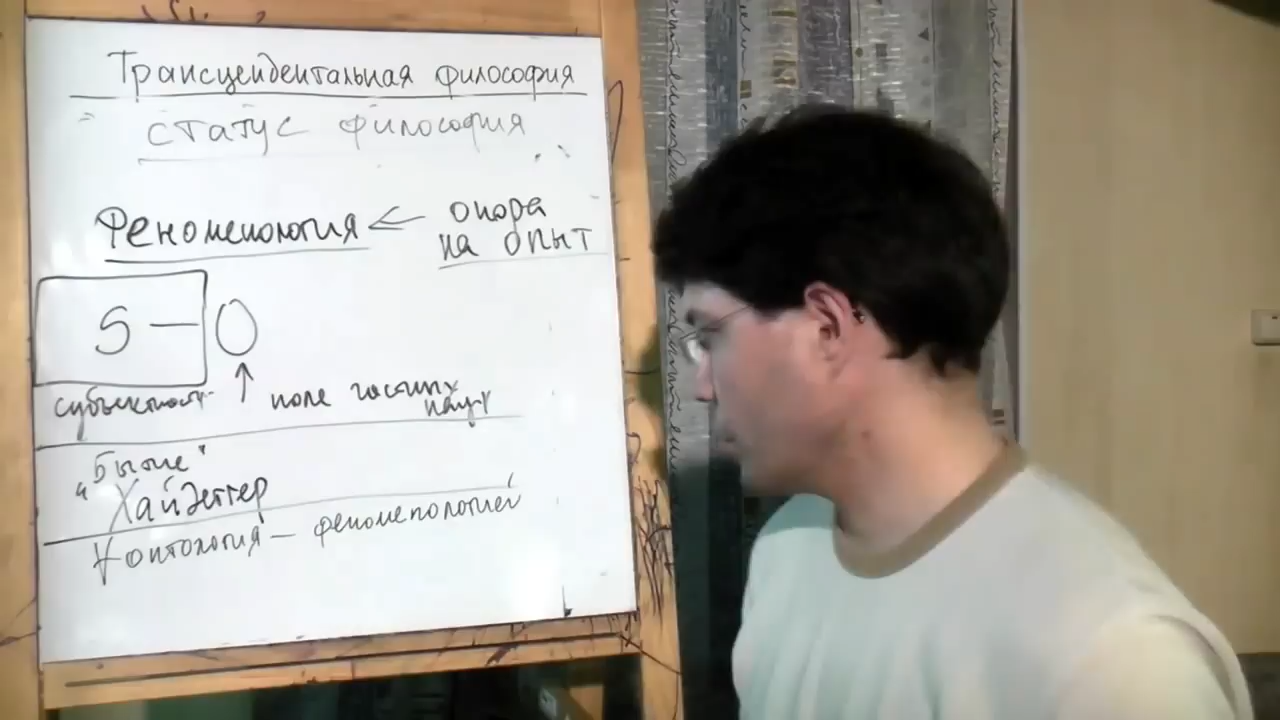 Трансцендентальная философия
статус философия
Феноменология ← опора
на опыт
S — O
субъектность ↑ поле частных
наук
"Бытие"
Хайдеггер
∀ онтология — феноменологией